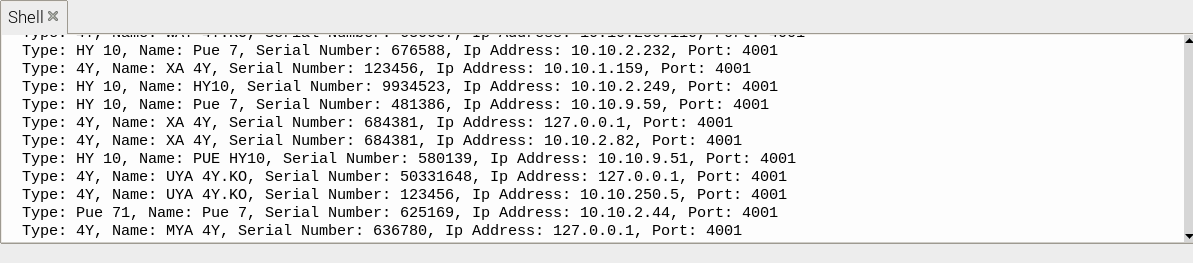 Shell
Type: HY 10, Name: Pue 7, Serial Number: 676588, Ip Address: 10.10.2.232, Port: 4001
Type: 4Y, Name: XA 4Y, Serial Number: 123456, Ip Address: 10.10.1.159, Port: 4001
Type: HY 10, Name: HY10, Serial Number: 9934523, Ip Address: 10.10.2.249, Port: 4001
Type: HY 10, Name: Pue 7, Serial Number: 481386, Ip Address: 10.10.9.59, Port: 4001
Type: 4Y, Name: XA 4Y, Serial Number: 684381, Ip Address: 127.0.0.1, Port: 4001
Type: 4Y, Name: XA 4Y, Serial Number: 684381, Ip Address: 10.10.2.82, Port: 4001
Type: HY 10, Name: PUE HY10, Serial Number: 580139, Ip Address: 10.10.9.51, Port: 4001
Type: 4Y, Name: UYA 4Y.KO, Serial Number: 50331648, Ip Address: 127.0.0.1, Port: 4001
Type: 4Y, Name: UYA 4Y.KO, Serial Number: 123456, Ip Address: 10.10.250.5, Port: 4001
Type: Pue 71, Name: Pue 7, Serial Number: 625169, Ip Address: 10.10.2.44, Port: 4001
Type: 4Y, Name: MYA 4Y, Serial Number: 636780, Ip Address: 127.0.0.1, Port: 4001